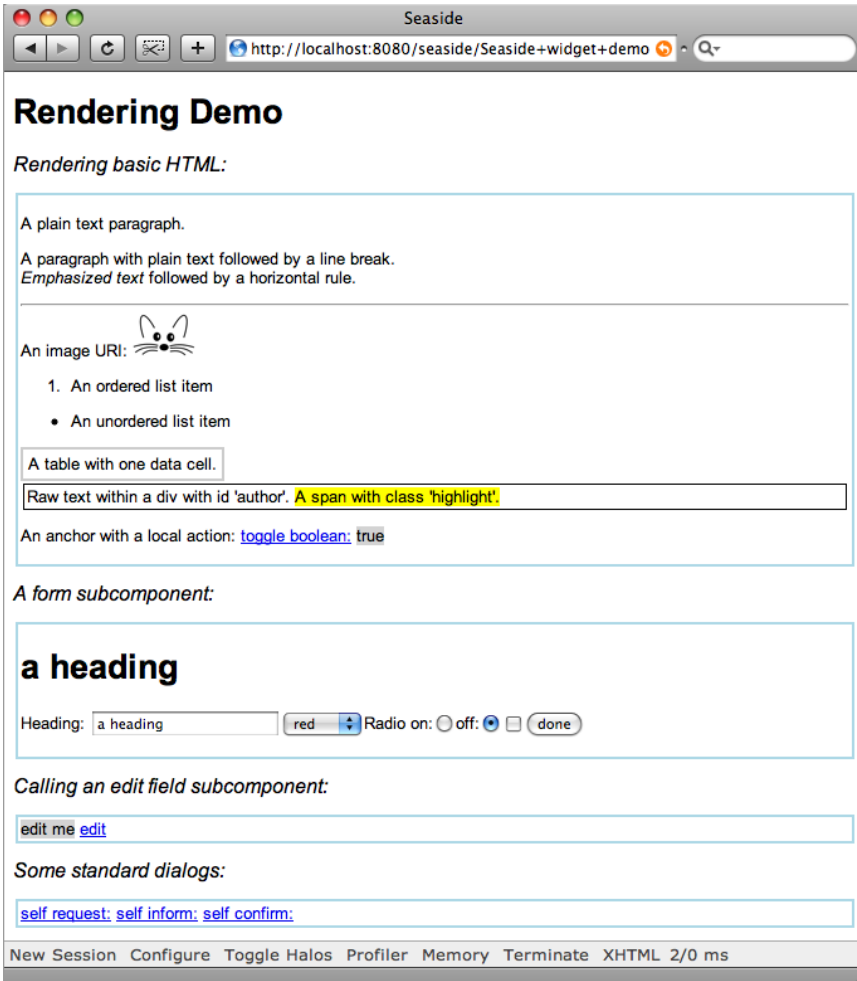 Seaside
http://localhost:8080/seaside/Seaside+widget+demo
Rendering Demo
Rendering basic HTML:
A plain text paragraph.
A paragraph with plain text followed by a line break.
Emphasized text followed by a horizontal rule.
An image URI:
1. An ordered list item
• An unordered list item
A table with one data cell.
Raw text within a div with id 'author'. A span with class 'highlight'.
An anchor with a local action: toggle boolean: true
A form subcomponent:
a heading
Heading: a heading red Radio on: off: done
Calling an edit field subcomponent:
edit me edit
Some standard dialogs:
self request: self inform: self confirm:
New Session Configure Toggle Halos Profiler Memory Terminate XHTML 2/0 ms